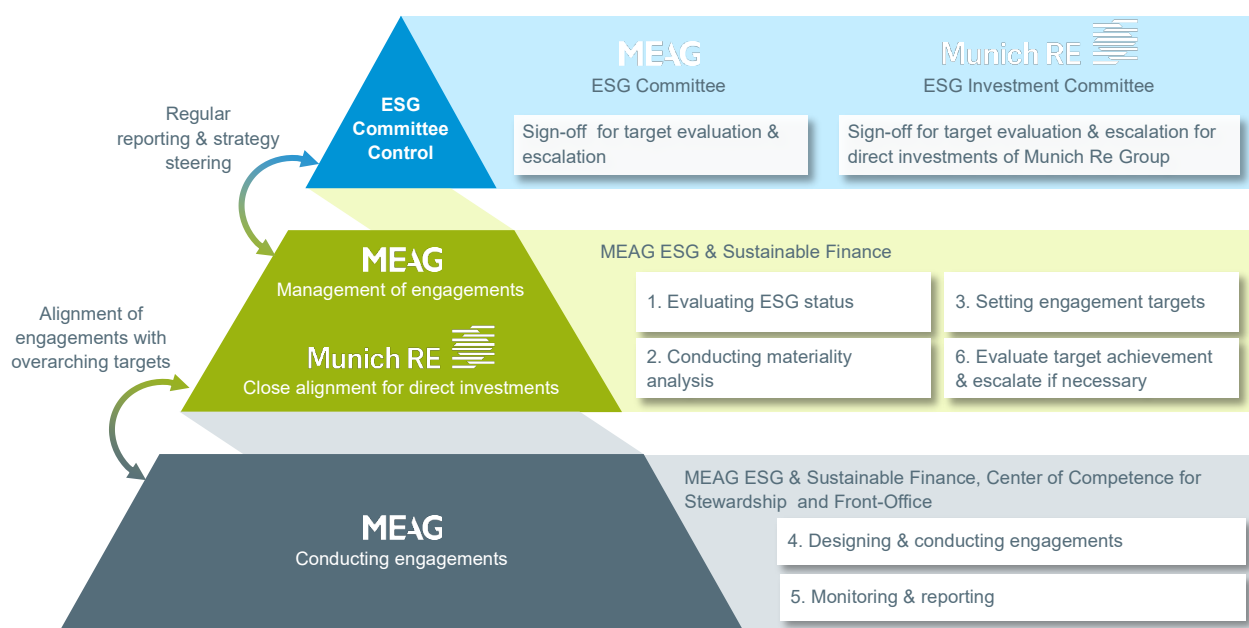 MEAG
ESG Committee
Munich RE
ESG Investment Committee
ESG
Committee
Control
Sign-off for target evaluation &
escalation
Sign-off for target evaluation & escalation for
direct investments of Munich Re Group
Regular
reporting & strategy
steering
MEAG
Management of engagements
Munich RE
Close alignment for direct investments
MEAG ESG & Sustainable Finance
1. Evaluating ESG status
3. Setting engagement targets
2. Conducting materiality
analysis
6. Evaluate target achievement
& escalate if necessary
Alignment of
engagements with
overarching targets
MEAG
Conducting engagements
MEAG ESG & Sustainable Finance, Center of Competence for
Stewardship and Front-Office
4. Designing & conducting engagements
5. Monitoring & reporting